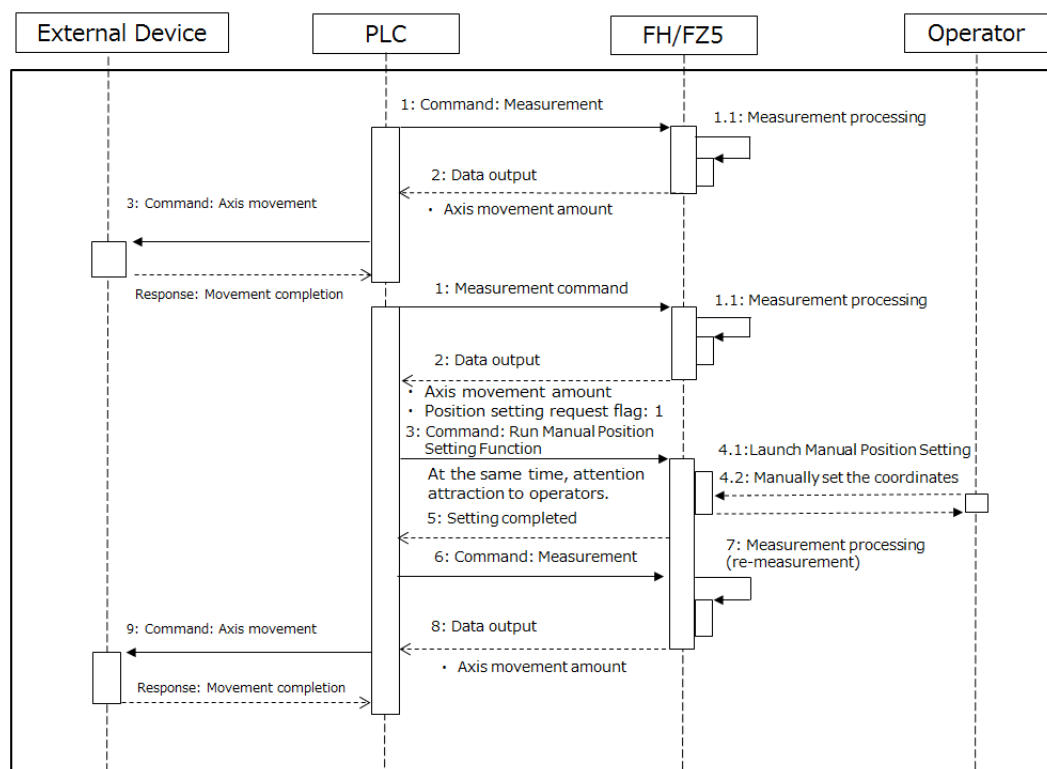 External Device
PLC
FH/FZ5
Operator
1: Command: Measurement
1.1: Measurement processing
2: Data output
・ Axis movement amount
3: Command: Axis movement
Response: Movement completion
1: Measurement command
1.1: Measurement processing
2: Data output
・ Axis movement amount
・ Position setting request flag: 1
3: Command: Run Manual Position
Setting Function
At the same time, attention
attraction to operators.
4.1:Launch Manual Position Setting
4.2: Manually set the coordinates
5: Setting completed
6: Command: Measurement
7: Measurement processing
(re-measurement)
8: Data output
・ Axis movement amount
9: Command: Axis movement
Response: Movement completion